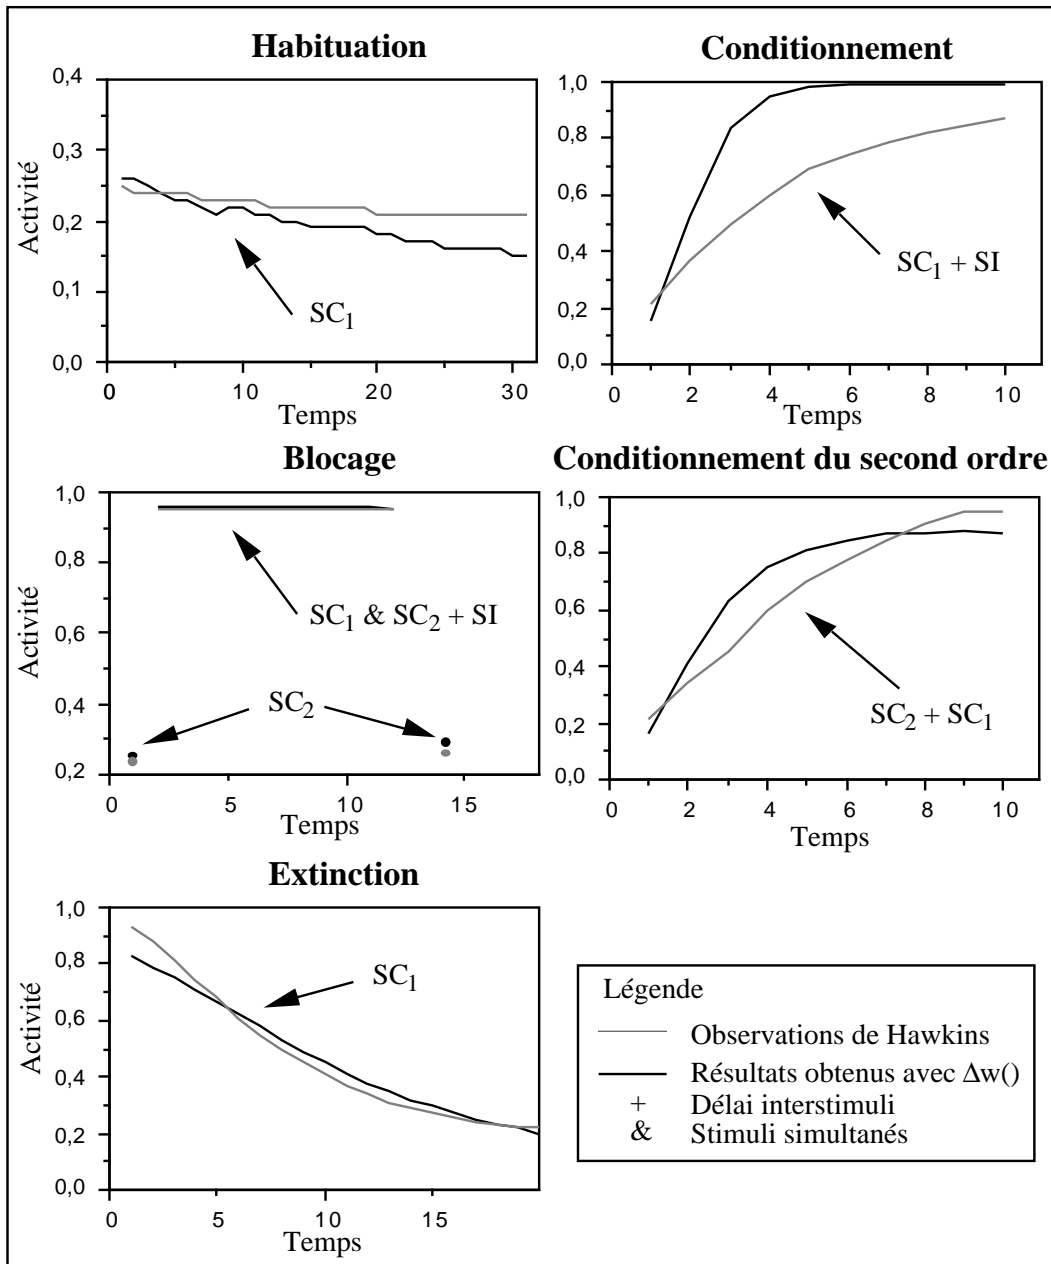 Habituation
0,4
0,3
0,2
0,1
0,0
Activité
SC1
0 10 20 30
Temps
Conditionnement
1,0
0,8
0,6
0,4
0,2
0,0
SC1 + SI
0 2 4 6 8 10
Temps
Blocage
1,0
0,8
0,6
0,4
0,2
Activité
SC1 & SC2 + SI
SC2
0 5 10 15
Temps
Conditionnement du second ordre
1,0
0,8
0,6
0,4
0,2
0,0
SC2 + SC1
0 2 4 6 8 10
Temps
Extinction
1,0
0,8
0,6
0,4
0,2
0,0
Activité
SC1
0 5 10 15
Temps
Légende
Observations de Hawkins
Résultats obtenus avec Δw()
+ Délai interstimuli
& Stimuli simultanés